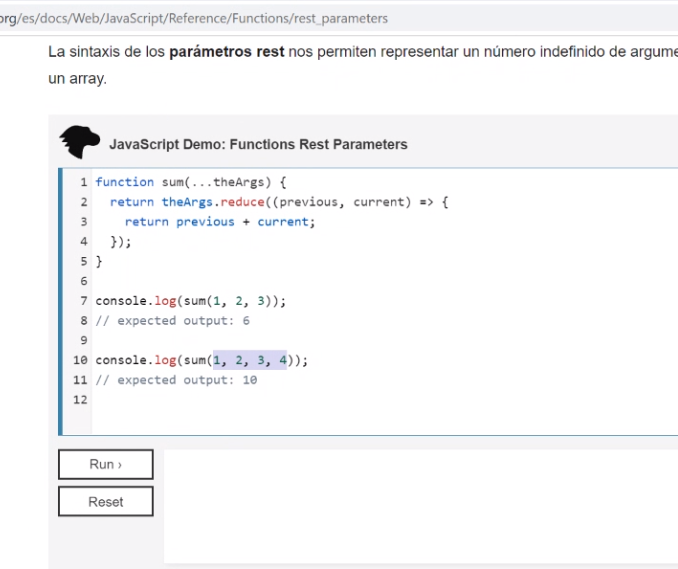 org/es/docs/Web/JavaScript/Reference/Functions/rest_parameters
La sintaxis de los parámetros rest nos permiten representar un número indefinido de argume
un array.
JavaScript Demo: Functions Rest Parameters
1 function sum(...theArgs) {
2   return theArgs.reduce((previous, current) => {
3     return previous + current;
4   });
5 }
6
7 console.log(sum(1, 2, 3));
8 // expected output: 6
9
10 console.log(sum(1, 2, 3, 4));
11 // expected output: 10
12
Run ›
Reset